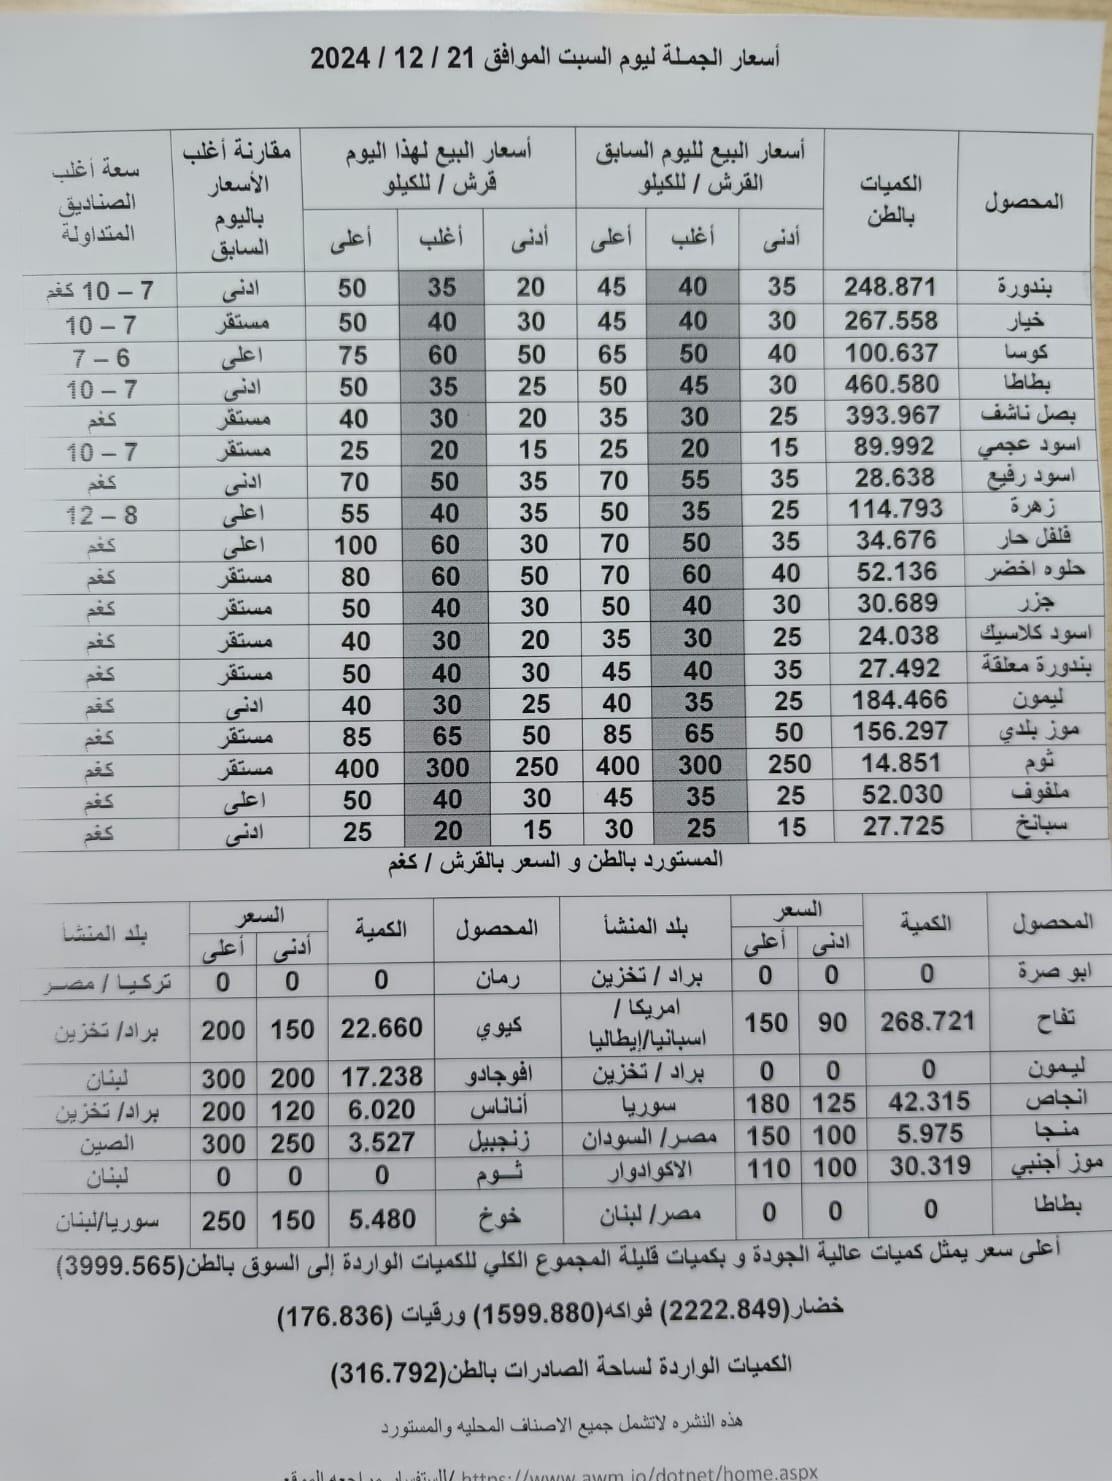 أسعار الجملة ليوم السبت الموافق 21 / 12 / 2024
المحصول | الكميات بالطن | أسعار البيع لليوم السابق القرش / للكيلو | أسعار البيع لهذا اليوم قرش / للكيلو | مقارنة أغلب الأسعار باليوم السابق | سعة أغلب الصناديق المتداولة
أدنى | أغلب | أعلى | أدنى | أغلب | أعلى
بندورة | 248.871 | 35 | 40 | 45 | 20 | 35 | 50 | ادنى | 7 – 10 كغم
خيار | 267.558 | 30 | 40 | 45 | 30 | 40 | 50 | مستقر | 7 – 10
كوسا | 100.637 | 40 | 50 | 65 | 50 | 60 | 75 | اعلى | 6 – 7
بطاطا | 460.580 | 30 | 45 | 50 | 25 | 35 | 50 | ادنى | 7 – 10
بصل ناشف | 393.967 | 25 | 30 | 35 | 20 | 30 | 40 | مستقر | كغم
اسود عجمي | 89.992 | 15 | 20 | 25 | 15 | 20 | 25 | مستقر | 7 – 10
اسود رفيع | 28.638 | 35 | 55 | 70 | 35 | 50 | 70 | ادنى | كغم
زهرة | 114.793 | 25 | 35 | 50 | 35 | 40 | 55 | اعلى | 8 – 12
فلفل حار | 34.676 | 35 | 50 | 70 | 30 | 60 | 100 | اعلى | كغم
حلوه اخضر | 52.136 | 40 | 60 | 70 | 50 | 60 | 80 | مستقر | كغم
جزر | 30.689 | 30 | 40 | 50 | 30 | 40 | 50 | مستقر | كغم
اسود كلاسيك | 24.038 | 25 | 30 | 35 | 20 | 30 | 40 | مستقر | كغم
بندورة معلقة | 27.492 | 35 | 40 | 45 | 30 | 40 | 50 | مستقر | كغم
ليمون | 184.466 | 25 | 35 | 40 | 25 | 30 | 40 | ادنى | كغم
موز بلدي | 156.297 | 50 | 65 | 85 | 50 | 65 | 85 | مستقر | كغم
ثوم | 14.851 | 250 | 300 | 400 | 250 | 300 | 400 | مستقر | كغم
ملفوف | 52.030 | 25 | 35 | 45 | 30 | 40 | 50 | اعلى | كغم
سبانخ | 27.725 | 15 | 25 | 30 | 15 | 20 | 25 | ادنى | كغم
المستورد بالطن و السعر بالقرش / كغم
المحصول | الكمية | السعر | بلد المنشأ | المحصول | الكمية | السعر | بلد المنشأ
ادنى | أعلى | أدنى | أعلى
ابو صرة | 0 | 0 | 0 | براد / تخزين | رمان | 0 | 0 | 0 | تركيا / مصر
تفاح | 268.721 | 90 | 150 | امريكا / اسبانيا/إيطاليا | كيوي | 22.660 | 150 | 200 | براد/ تخزين
ليمون | 0 | 0 | 0 | براد / تخزين | افوجادو | 17.238 | 200 | 300 | لبنان
انجاص | 42.315 | 125 | 180 | سوريا | أناناس | 6.020 | 120 | 200 | براد/ تخزين
منجا | 5.975 | 100 | 150 | مصر/ السودان | زنجبيل | 3.527 | 250 | 300 | الصين
موز أجنبي | 30.319 | 100 | 110 | الاكوادوار | ثوم | 0 | 0 | 0 | لبنان
بطاطا | 0 | 0 | 0 | مصر/ لبنان | خوخ | 5.480 | 150 | 250 | سوريا/لبنان
أعلى سعر يمثل كميات عالية الجودة و بكميات قليلة المجموع الكلي للكميات الواردة إلى السوق بالطن(3999.565)
خضار(2222.849) فواكه(1599.880) ورقيات (176.836)
الكميات الواردة لساحة الصادرات بالطن(316.792)
هذه النشره لاتشمل جميع الاصناف المحليه والمستورد
https://www.awm.jo/dotnet/home.aspx